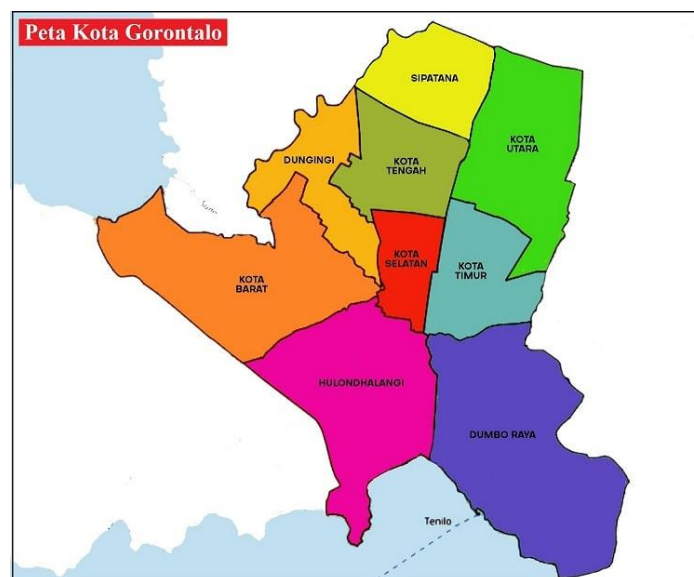 Peta Kota Gorontalo
SIPATANA
KOTA
UTARA
DUNGINGI
KOTA
TENGAH
KOTA
SELATAN
KOTA
TIMUR
KOTA
BARAT
HULONDHALANGI
DUMBO RAYA
Tenilo